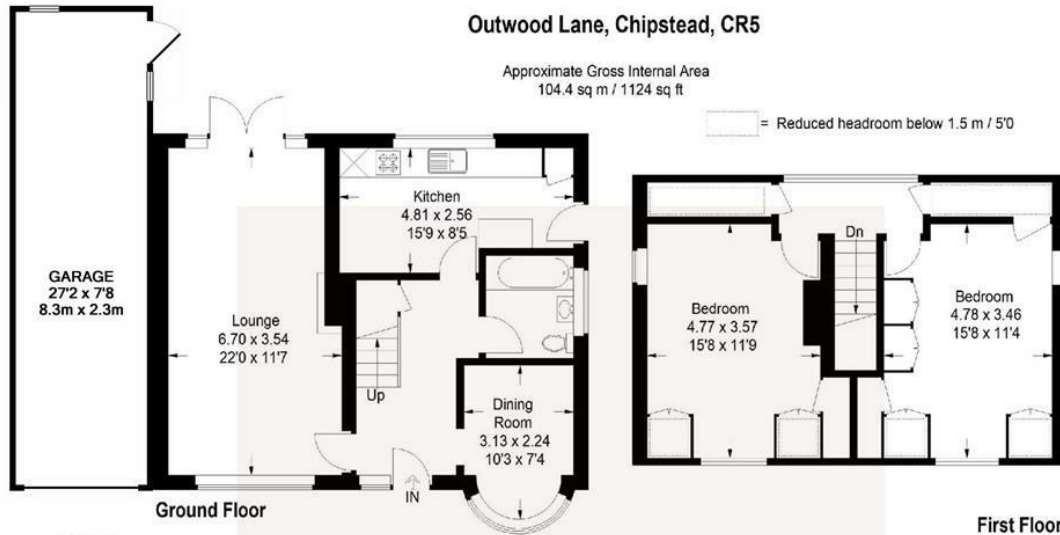 Outwood Lane, Chipstead, CR5
Approximate Gross Internal Area
104.4 sq m / 1124 sq ft
= Reduced headroom below 1.5 m / 5'0
GARAGE
27'2 x 7'8
8.3m x 2.3m
Lounge
6.70 x 3.54
22'0 x 11'7
Kitchen
4.81 x 2.56
15'9 x 8'5
Up
Dining
Room
3.13 x 2.24
10'3 x 7'4
IN
Ground Floor
Dn
Bedroom
4.77 x 3.57
15'8 x 11'9
Bedroom
4.78 x 3.46
15'8 x 11'4
First Floor